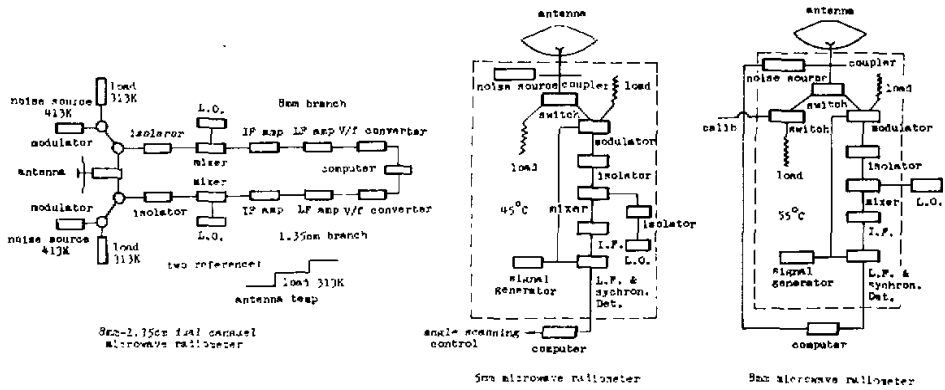 load
313K
noise source
413K
modulator
isolator
L.O.
8mm branch
mixer
IF amp
LF amp
V/f converter
computer
antenna
mixer
modulator
isolator
IF amp
LF amp
V/f converter
noise source
413K
load
313K
L.O.
1.35mm branch
two reference:
load 313K
antenna temp
8mm-1.35cm dual channel
microwave radiometer
antenna
noise source
coupler
load
switch
load
modulator
isolator
45°C
mixer
isolator
I.F.
L.O.
signal
generator
L.F. &
sychron.
Det.
angle scanning
control
computer
5mm microwave radiometer
antenna
coupler
noise source
load
switch
calib
switch
modulator
load
isolator
mixer
L.O.
55°C
I.F.
signal
generator
L.F. &
sychron.
Det.
computer
8mm microwave radiometer